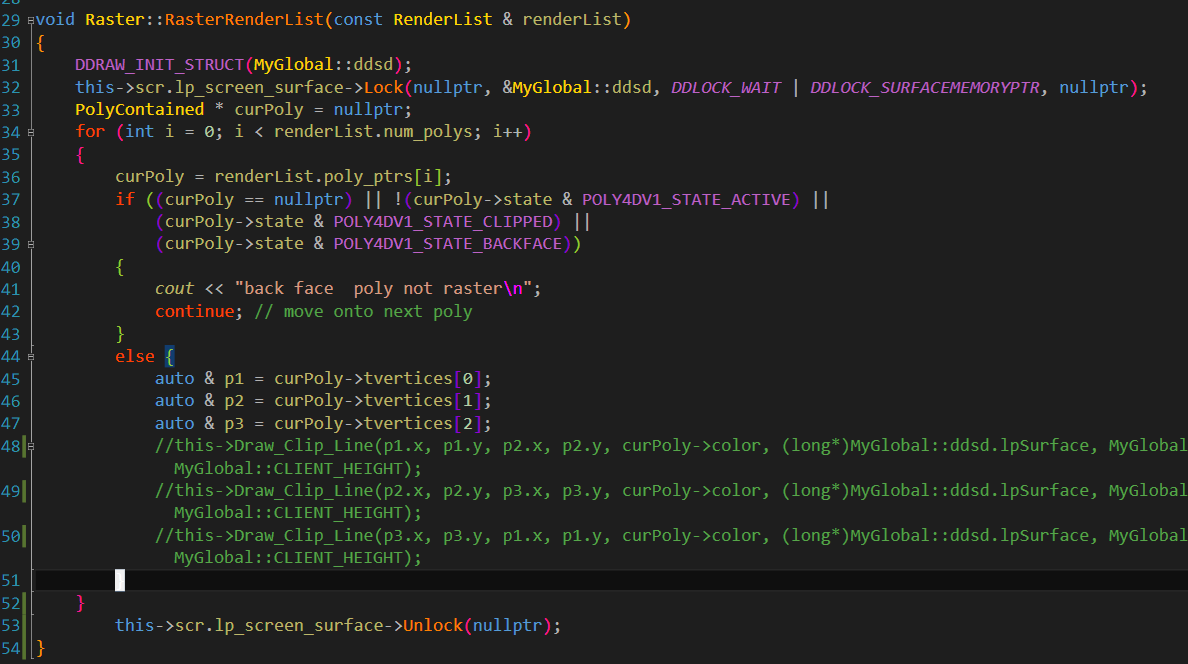 29 void Raster::RasterRenderList(const RenderList & renderList)
30 {
31 DDRAW_INIT_STRUCT(MyGlobal::ddsd);
32 this->scr.lp_screen_surface->Lock(nullptr, &MyGlobal::ddsd, DDLOCK_WAIT | DDLOCK_SURFACEMEMORYPTR, nullptr);
33 PolyContained * curPoly = nullptr;
34 for (int i = 0; i < renderList.num_polys; i++)
35 {
36 curPoly = renderList.poly_ptrs[i];
37 if ((curPoly == nullptr) || !(curPoly->state & POLY4DV1_STATE_ACTIVE) ||
38 (curPoly->state & POLY4DV1_STATE_CLIPPED) ||
39 (curPoly->state & POLY4DV1_STATE_BACKFACE))
40 {
41 cout << "back face  poly not raster\n";
42 continue; // move onto next poly
43 }
44 else {
45 auto & p1 = curPoly->tvertices[0];
46 auto & p2 = curPoly->tvertices[1];
47 auto & p3 = curPoly->tvertices[2];
48 //this->Draw_Clip_Line(p1.x, p1.y, p2.x, p2.y, curPoly->color, (long*)MyGlobal::ddsd.lpSurface, MyGlobal
MyGlobal::CLIENT_HEIGHT);
49 //this->Draw_Clip_Line(p2.x, p2.y, p3.x, p3.y, curPoly->color, (long*)MyGlobal::ddsd.lpSurface, MyGlobal
MyGlobal::CLIENT_HEIGHT);
50 //this->Draw_Clip_Line(p3.x, p3.y, p1.x, p1.y, curPoly->color, (long*)MyGlobal::ddsd.lpSurface, MyGlobal
MyGlobal::CLIENT_HEIGHT);
51
52 }
53 this->scr.lp_screen_surface->Unlock(nullptr);
54 }